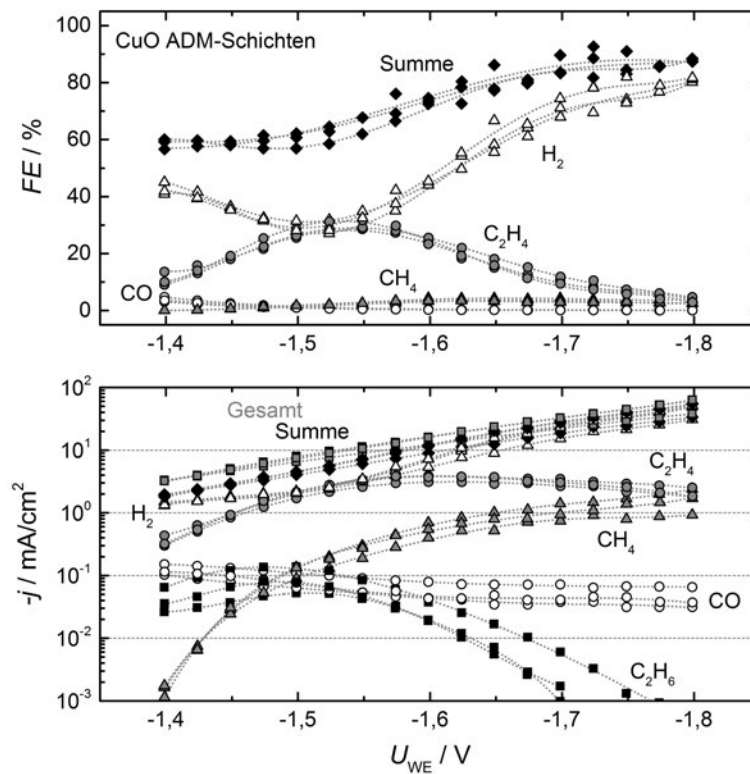 CuO ADM-Schichten
100
80
60
40
20
0
FE / %
Summe
H2
C2H4
CH4
CO
-1,4 -1,5 -1,6 -1,7 -1,8
10^2
10^1
10^0
10^-1
10^-2
10^-3
-j / mA/cm^2
Gesamt
Summe
C2H4
H2
CH4
CO
C2H6
-1,4 -1,5 -1,6 -1,7 -1,8
U_WE / V